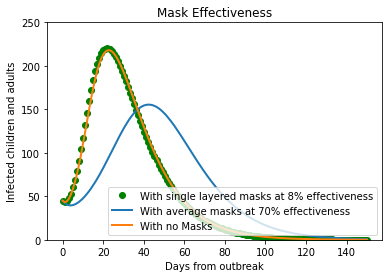 Mask Effectiveness
250
200
150
100
50
0
Infected children and adults
With single layered masks at 8% effectiveness
With average masks at 70% effectiveness
With no Masks
0 20 40 60 80 100 120 140
Days from outbreak